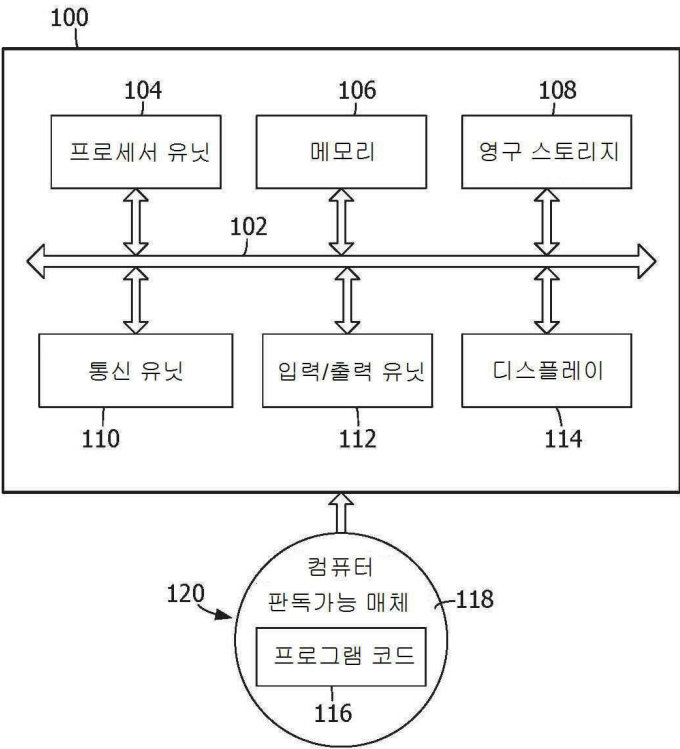 100
104
106
108
프로세서 유닛
메모리
영구 스토리지
102
통신 유닛
입력/출력 유닛
디스플레이
110
112
114
컴퓨터
판독가능 매체
120
118
프로그램 코드
116